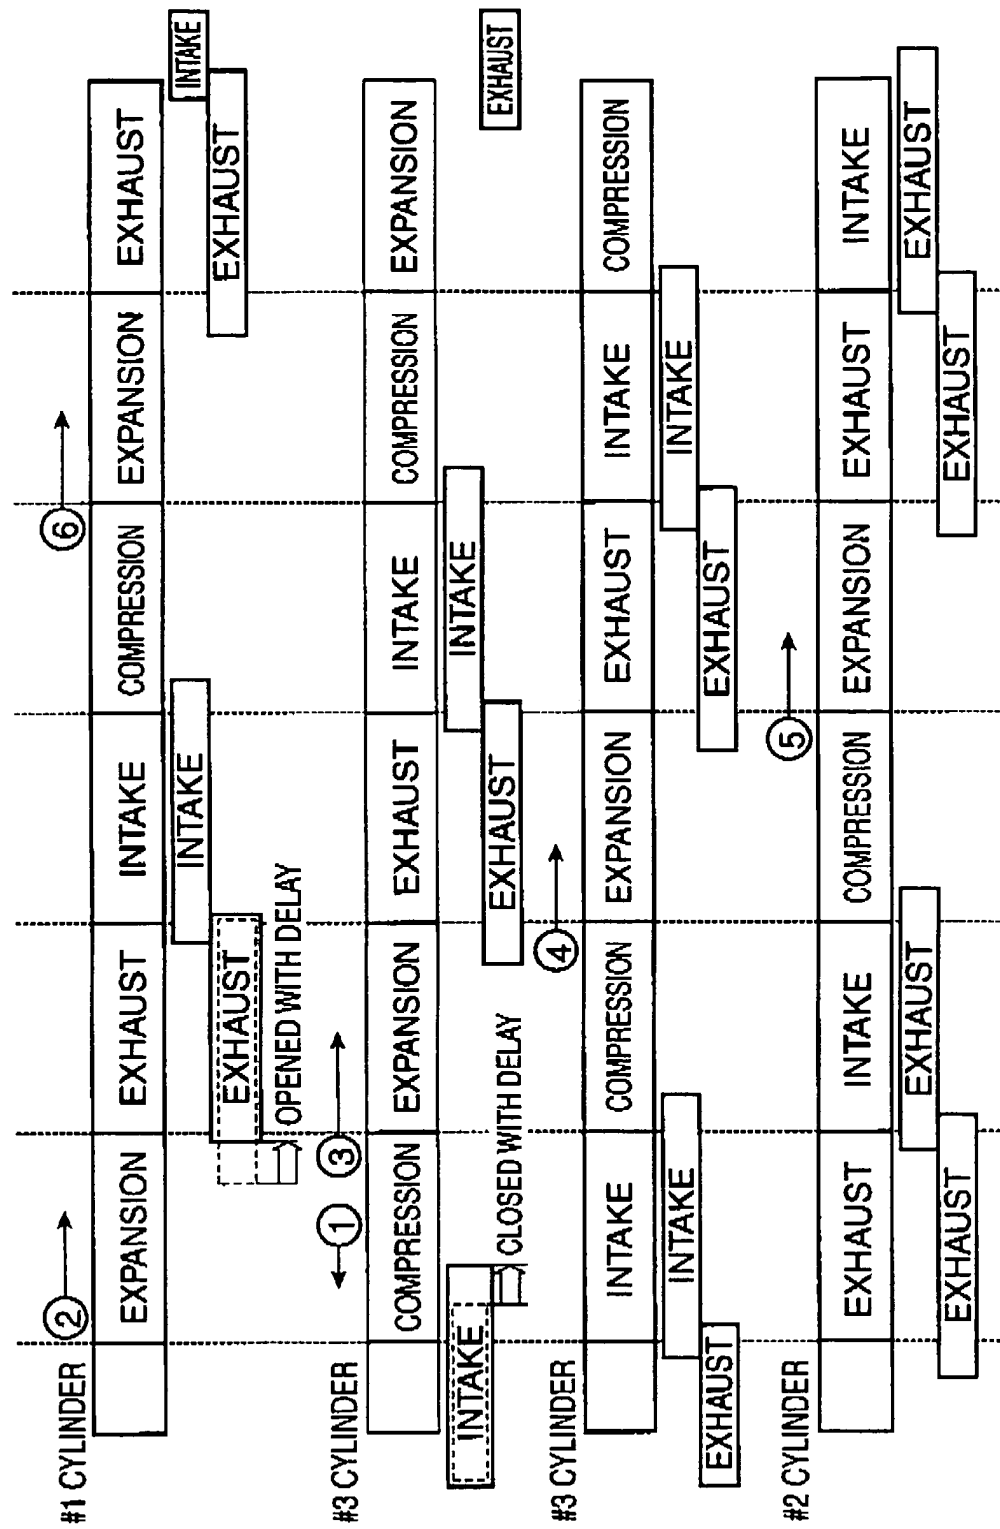 #1 CYLINDER
②
⑥
EXPANSION
EXHAUST
INTAKE
COMPRESSION
EXPANSION
EXHAUST
EXHAUST
INTAKE
EXHAUST
INTAKE
OPENED WITH DELAY
#3 CYLINDER
①
③
COMPRESSION
EXPANSION
EXHAUST
INTAKE
COMPRESSION
EXPANSION
INTAKE
EXHAUST
INTAKE
EXHAUST
CLOSED WITH DELAY
#3 CYLINDER
④
INTAKE
COMPRESSION
EXPANSION
EXHAUST
INTAKE
COMPRESSION
EXHAUST
INTAKE
EXHAUST
INTAKE
#2 CYLINDER
⑤
EXHAUST
INTAKE
COMPRESSION
EXPANSION
EXHAUST
INTAKE
EXHAUST
EXHAUST
EXHAUST
EXHAUST